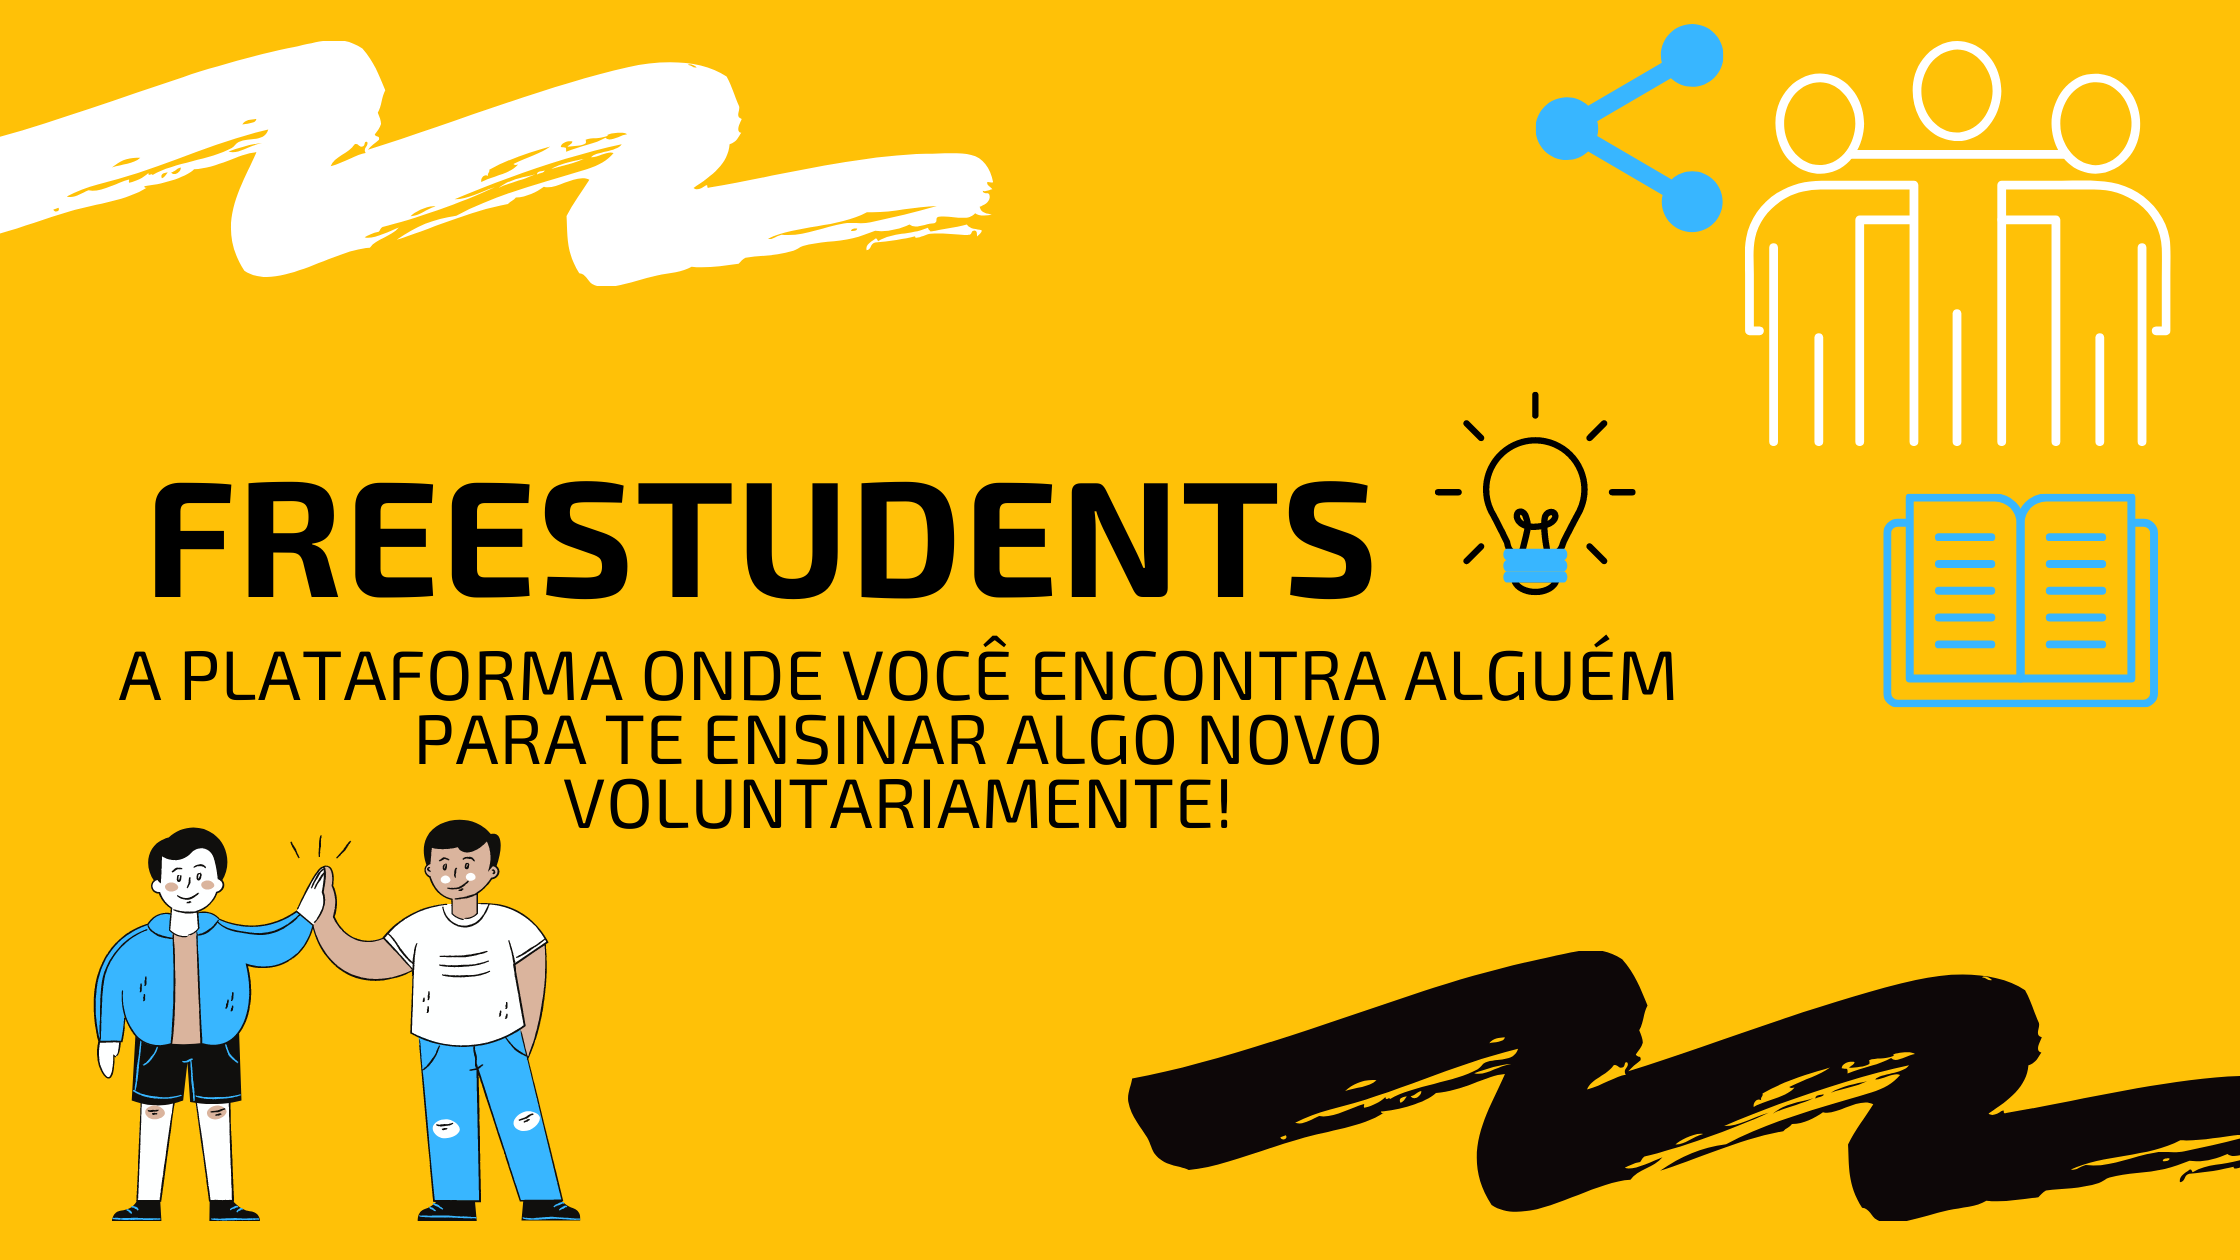 FREESTUDENTS
A PLATAFORMA ONDE VOCÊ ENCONTRA ALGUÉM
PARA TE ENSINAR ALGO NOVO
VOLUNTARIAMENTE!